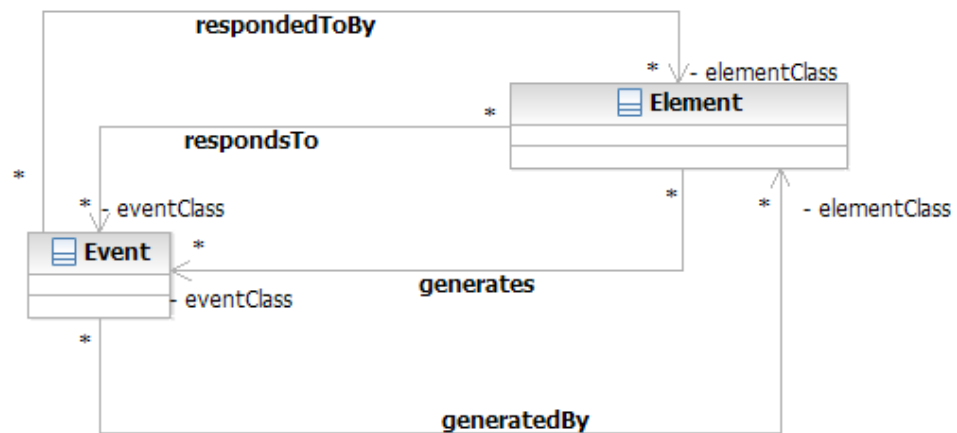 respondedToBy
* - elementClass
Element
*
respondsTo
*
* - eventClass
*
* - elementClass
Event
*
generates
- eventClass
*
generatedBy